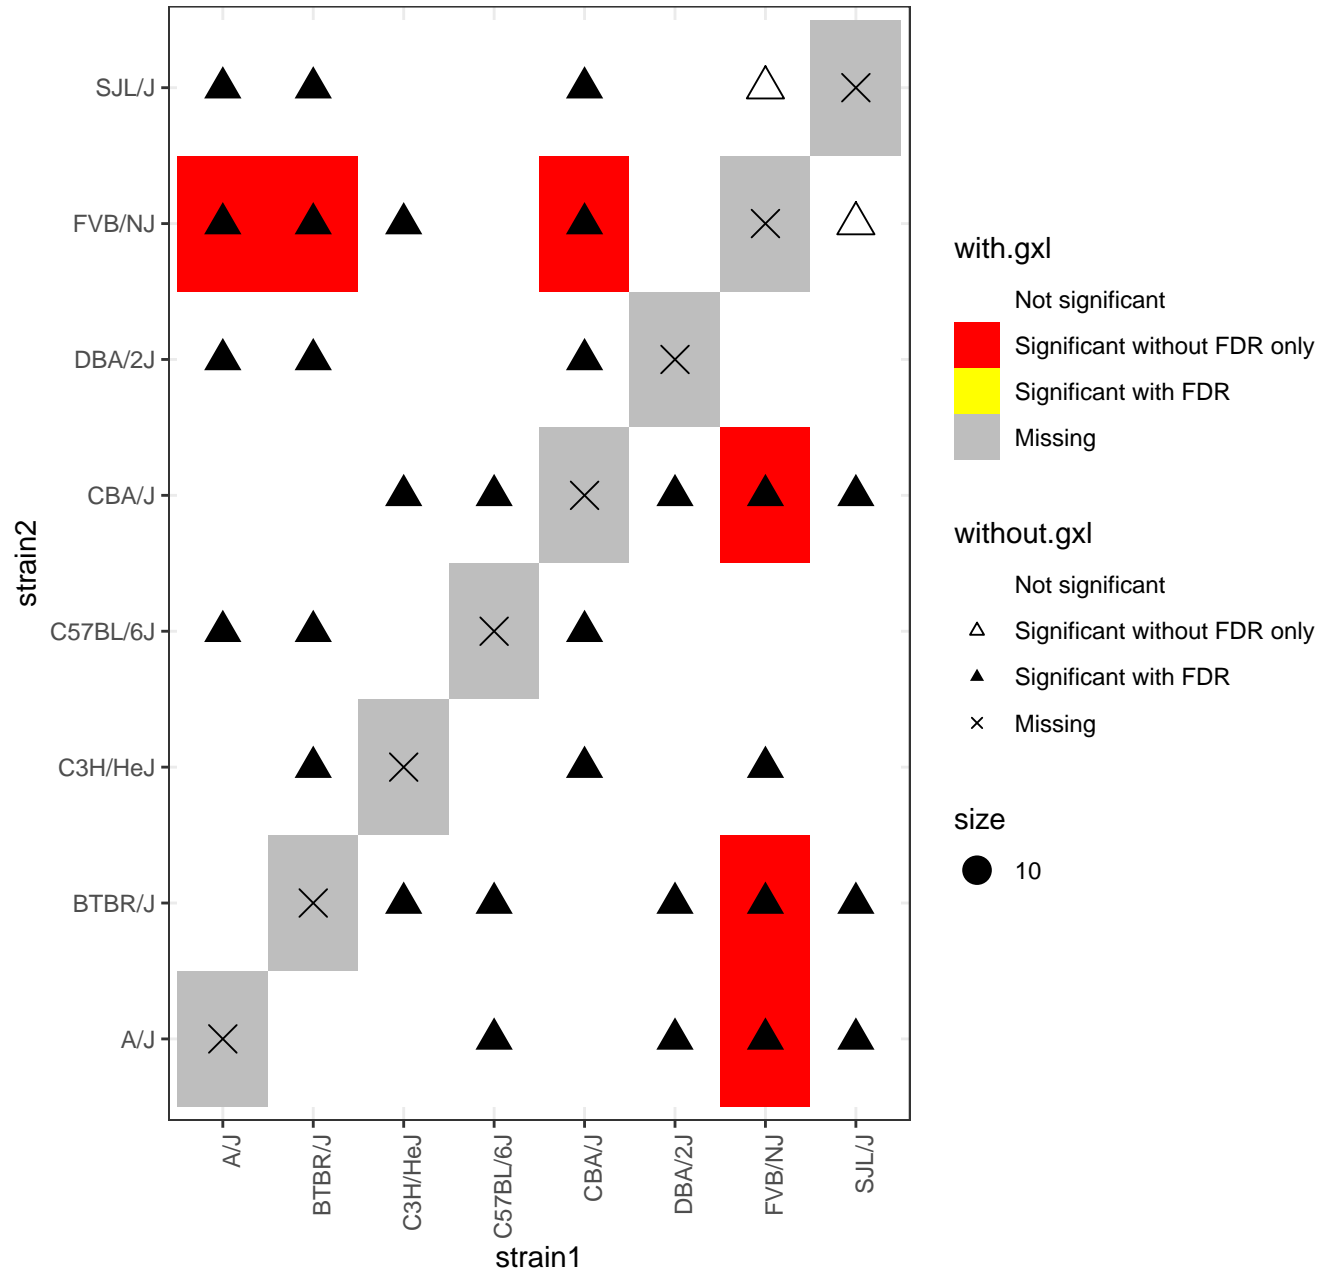 strain2
SJL/J
FVB/NJ
DBA/2J
CBA/J
C57BL/6J
C3H/HeJ
BTBR/J
A/J
A/J
BTBR/J
C3H/HeJ
C57BL/6J
CBA/J
DBA/2J
FVB/NJ
SJL/J
strain1
with.gxl
Not significant
Significant without FDR only
Significant with FDR
Missing
without.gxl
Not significant
Significant without FDR only
Significant with FDR
Missing
size
10